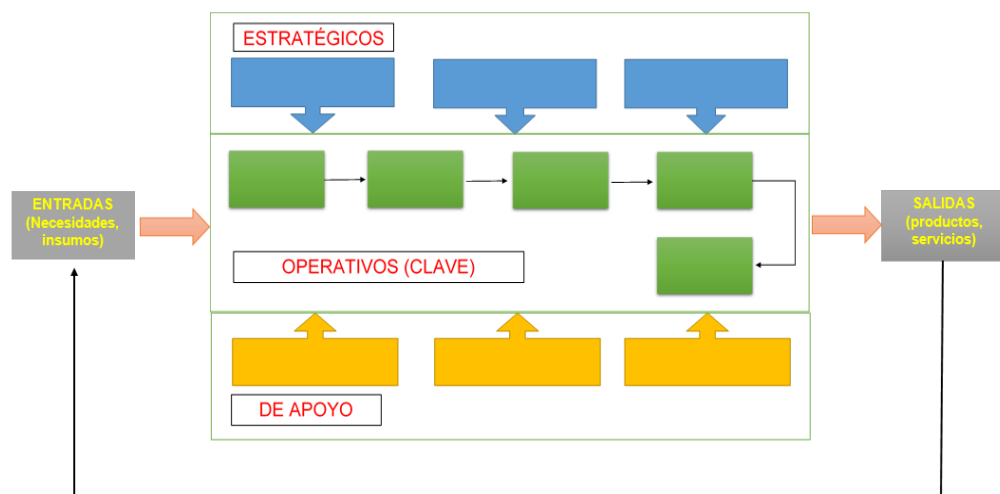 ESTRATÉGICOS
ENTRADAS
(Necesidades,
insumos)
SALIDAS
(productos,
servicios)
OPERATIVOS (CLAVE)
DE APOYO